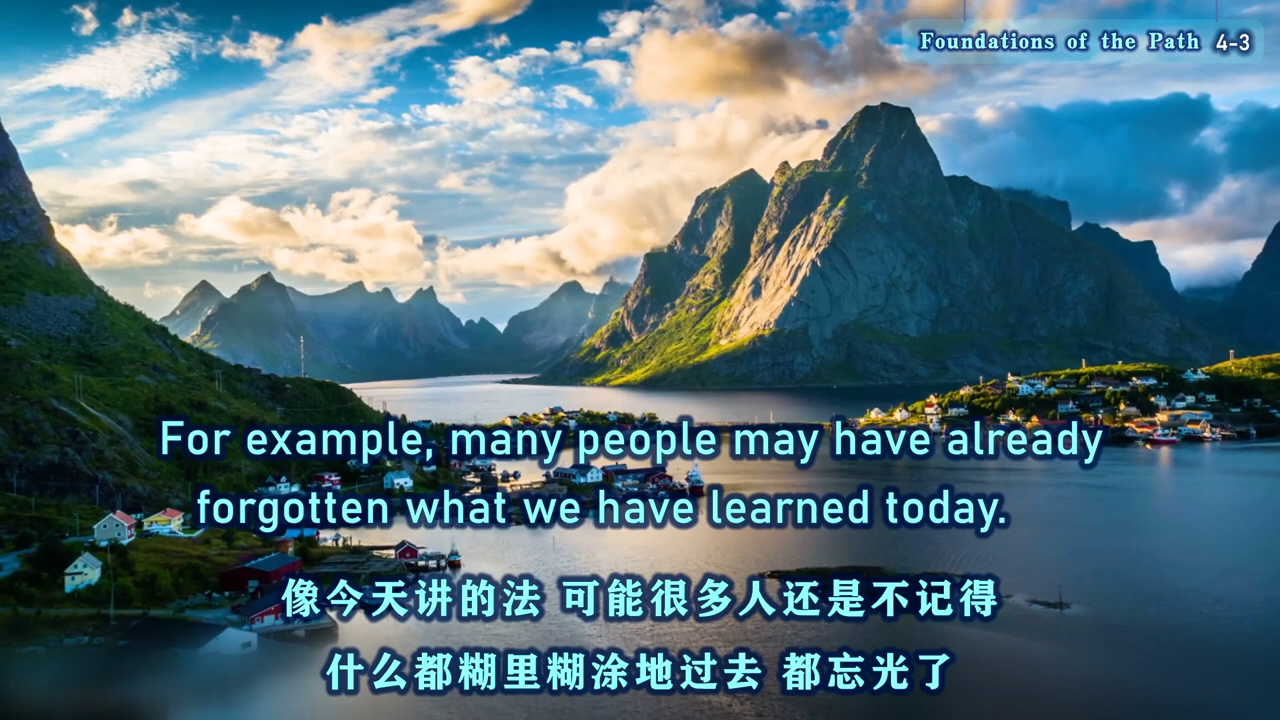 Foundations of the Path 4-3
For example, many people may have already
forgotten what we have learned today.
像今天讲的法 可能很多人还是不记得
什么都糊里糊涂地过去 都忘光了